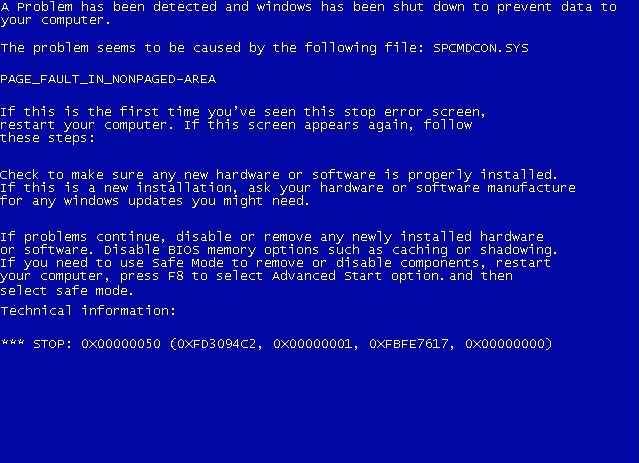 A Problem has been detected and windows has been shut down to prevent data to
your computer.
The problem seems to be caused by the following file: SPCMDCON.SYS
PAGE_FAULT_IN_NONPAGED-AREA
If this is the first time you've seen this stop error screen,
restart your computer. If this screen appears again, follow
these steps:
Check to make sure any new hardware or software is properly installed.
If this is a new installation, ask your hardware or software manufacture
for any windows updates you might need.
If problems continue, disable or remove any newly installed hardware
or software. Disable BIOS memory options such as caching or shadowing.
If you need to use Safe Mode to remove or disable components, restart
your computer, press F8 to select Advanced Start option.and then
select safe mode.
Technical information:
*** STOP: 0X00000050 (0XFD3094C2, 0X00000001, 0XFBFE7617, 0X00000000)